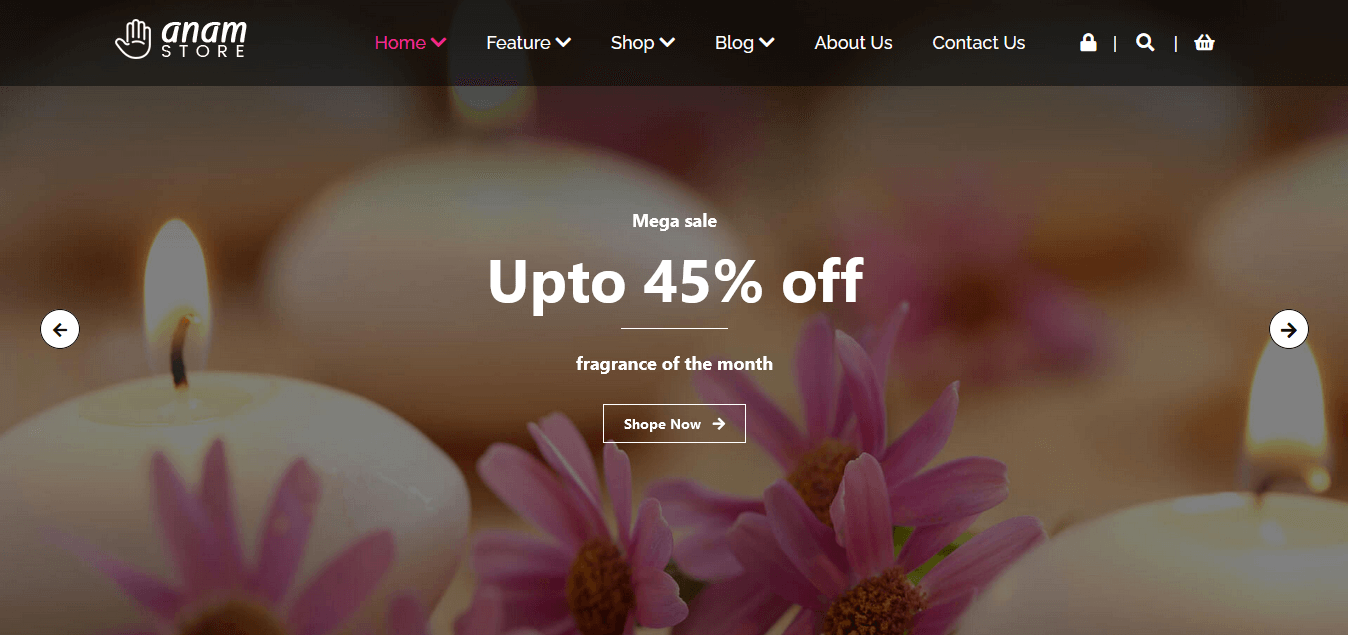 anam
STORE
Home Feature Shop Blog About Us Contact Us | |
Mega sale
Upto 45% off
fragrance of the month
Shope Now